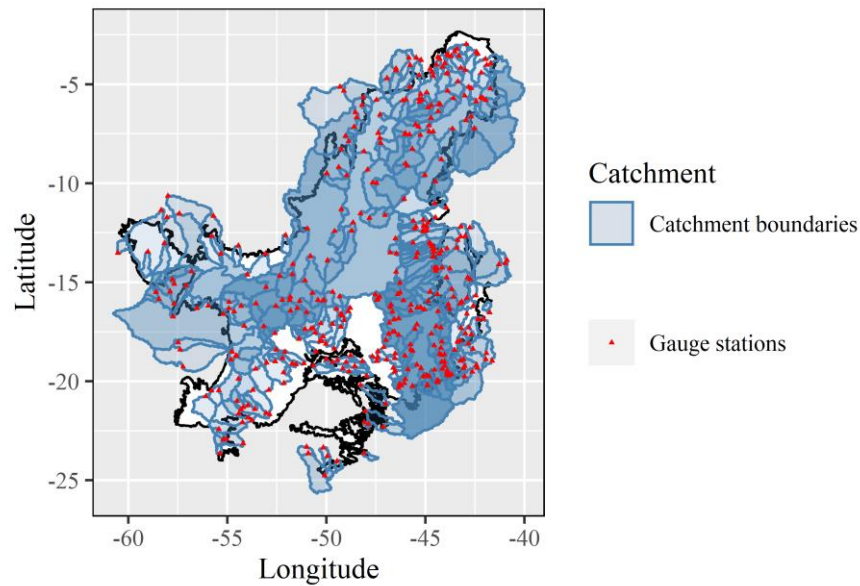 -5
-10
-15
-20
-25
Latitude
-60
-55
-50
-45
-40
Longitude
Catchment
Catchment boundaries
Gauge stations